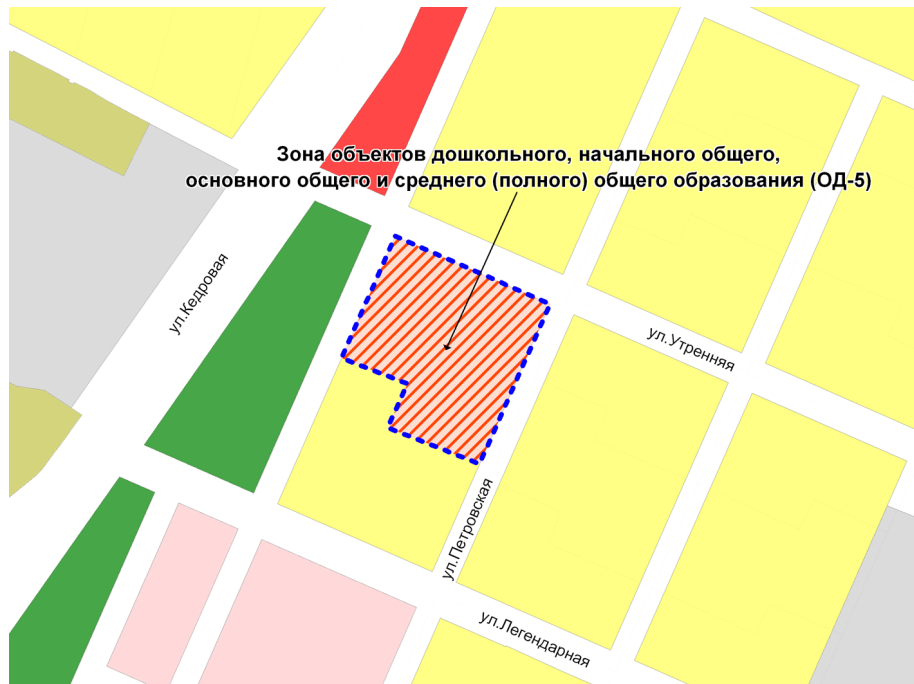 Зона объектов дошкольного, начального общего,
основного общего и среднего (полного) общего образования (ОД-5)
ул.Кедровая
ул.Утренняя
ул.Петровская
ул.Легендарная